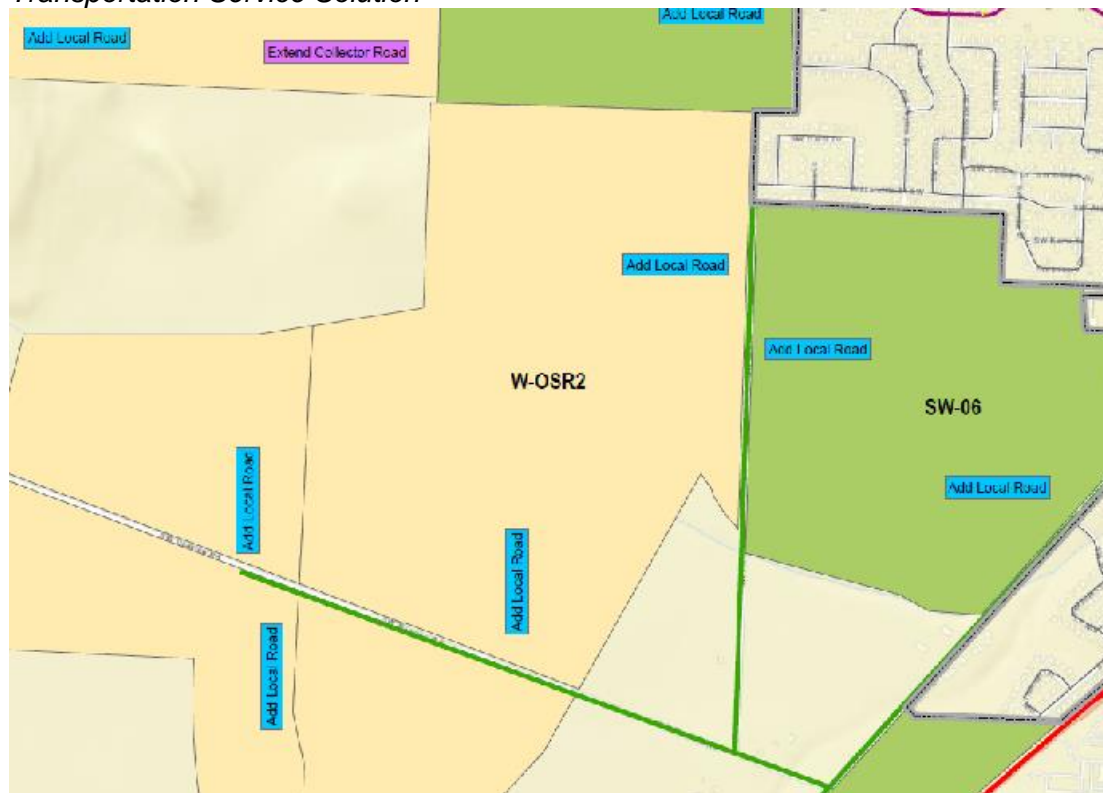 Transportation Service Solution
Add Local Road
Add Local Road
Extend Collector Road
Add Local Road
Add Local Road
W-OSR2
SW-06
Add Local Road
Add Local Road
Add Local Road
Add Local Road